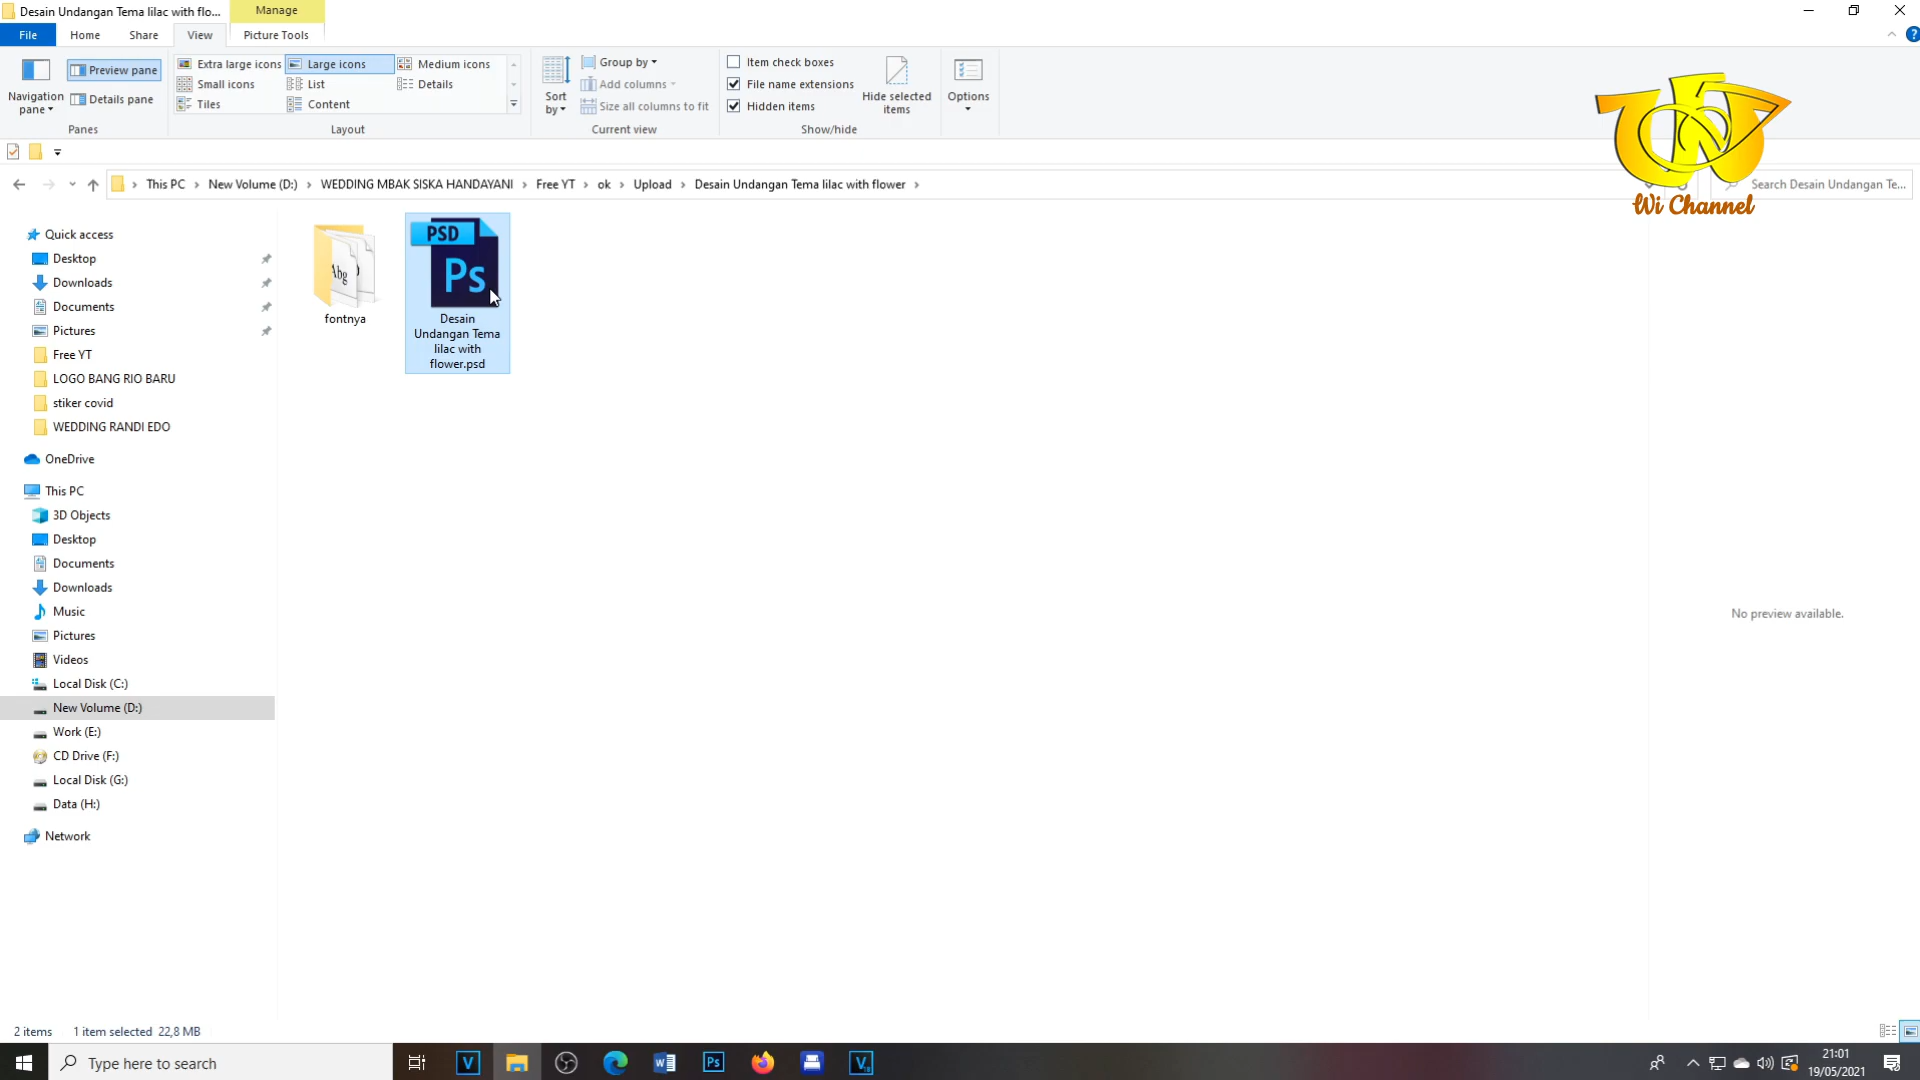 Desain Undangan Tema lilac with flo...
Manage
File
Home
Share
View
Picture Tools
Navigation pane
Preview pane
Details pane
Panes
Extra large icons
Large icons
Medium icons
Small icons
List
Details
Tiles
Content
Layout
Sort by
Group by
Add columns
Size all columns to fit
Current view
Item check boxes
File name extensions
Hidden items
Hide selected items
Show/hide
Options
Wi Channel
This PC
New Volume (D:)
WEDDING MBAK SISKA HANDAYANI
Free YT
ok
Upload
Desain Undangan Tema lilac with flower
Search Desain Undangan Te...
Quick access
Desktop
Downloads
Documents
Pictures
Free YT
LOGO BANG RIO BARU
stiker covid
WEDDING RANDI EDO
OneDrive
This PC
3D Objects
Desktop
Documents
Downloads
Music
Pictures
Videos
Local Disk (C:)
New Volume (D:)
Work (E:)
CD Drive (F:)
Local Disk (G:)
Data (H:)
Network
Abg
fontnya
PSD
Ps
Desain
Undangan Tema
lilac with
flower.psd
No preview available.
2 items
1 item selected 22,8 MB
Type here to search
21:01
19/05/2021